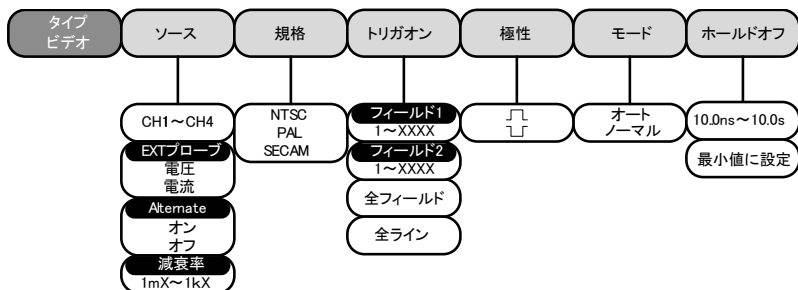 タイプ
ビデオ
ソース
規格
トリガオン
極性
モード
ホールドオフ
CH1～CH4
EXTプローブ
電圧
電流
Alternate
オン
オフ
減衰率
1mX～1kX
NTSC
PAL
SECAM
フィールド1
1～XXXX
フィールド2
1～XXXX
全フィールド
全ライン
オート
ノーマル
10.0ns～10.0s
最小値に設定